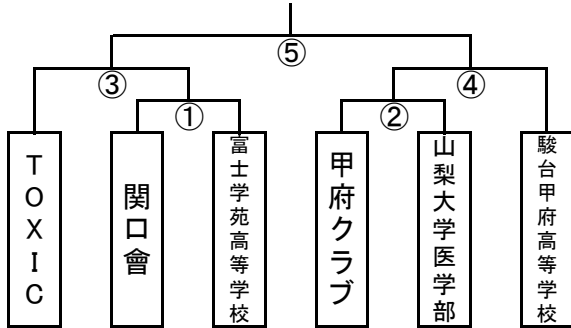 ⑤
③
④
①
②
TOXIC
関口會
富士学苑高等学校
甲府クラブ
山梨大学医学部
駿台甲府高等学校